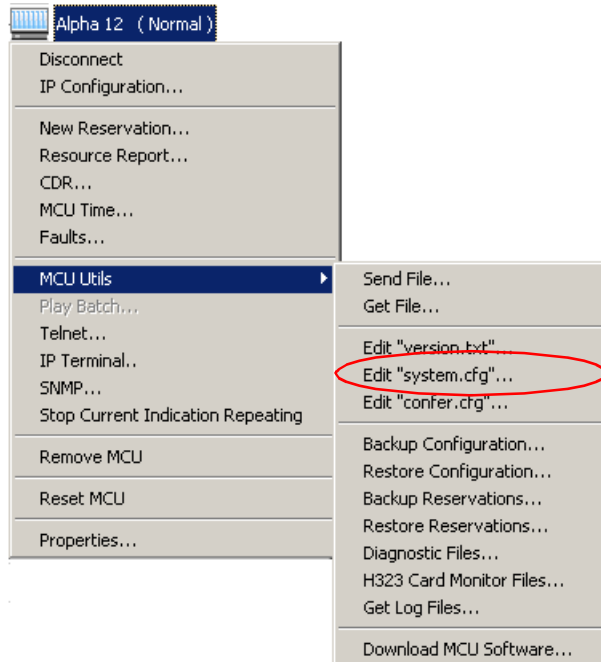 Alpha 12 ( Normal )
Disconnect
IP Configuration...
New Reservation...
Resource Report...
CDR...
MCU Time...
Faults...
MCU Utils
Play Batch...
Telnet...
IP Terminal..
SNMP...
Stop Current Indication Repeating
Remove MCU
Reset MCU
Properties...
Send File...
Get File...
Edit "version.txt"...
Edit "system.cfg"...
Edit "confer.cfg"...
Backup Configuration...
Restore Configuration...
Backup Reservations...
Restore Reservations...
Diagnostic Files...
H323 Card Monitor Files...
Get Log Files...
Download MCU Software...